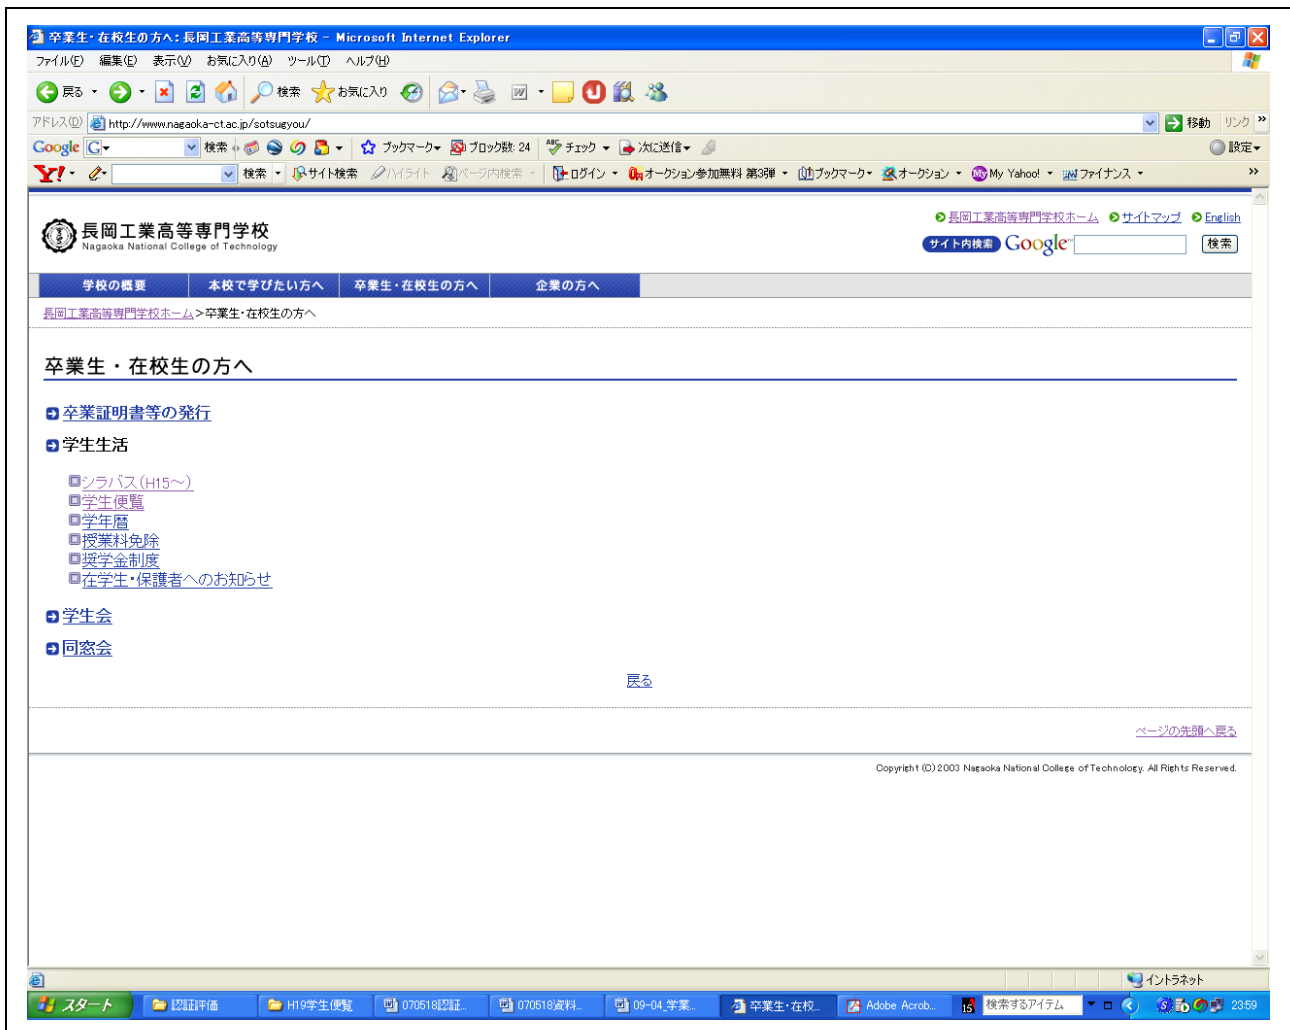 卒業生・在校生の方へ：長岡工業高等専門学校 - Microsoft Internet Explorer
ファイル(F) 編集(E) 表示(V) お気に入り(A) ツール(T) ヘルプ(H)
戻る 検索 お気に入り
アドレス(D) http://www.nagaoka-ct.ac.jp/sotsugyou/ 移動 リンク »
Google G 検索 ブックマーク ブロック数: 24 チェック 次に送信 設定
Y! 検索 サイト検索 ハイライト ページ内検索 ログイン オークション参加無料 第3弾 ブックマーク オークション My Yahoo! ファイナンス »
長岡工業高等専門学校ホーム サイトマップ English
長岡工業高等専門学校
Nagaoka National College of Technology
サイト内検索 Google 検索
学校の概要 本校で学びたい方へ 卒業生・在校生の方へ 企業の方へ
長岡工業高等専門学校ホーム>卒業生・在校生の方へ
卒業生・在校生の方へ
卒業証明書等の発行
学生生活
シラバス(H15～)
学生便覧
学年暦
授業料免除
奨学金制度
在学生・保護者へのお知らせ
学生会
同窓会
戻る
ページの先頭へ戻る
Copyright (C) 2003 Nagaoka National College of Technology. All Rights Reserved.
イントラネット
スタート 認証評価 H19学生便覧 070518認証... 070518資料... 09-04_学業... 卒業生・在校... Adobe Acrob... 検索するアイテム 23:59